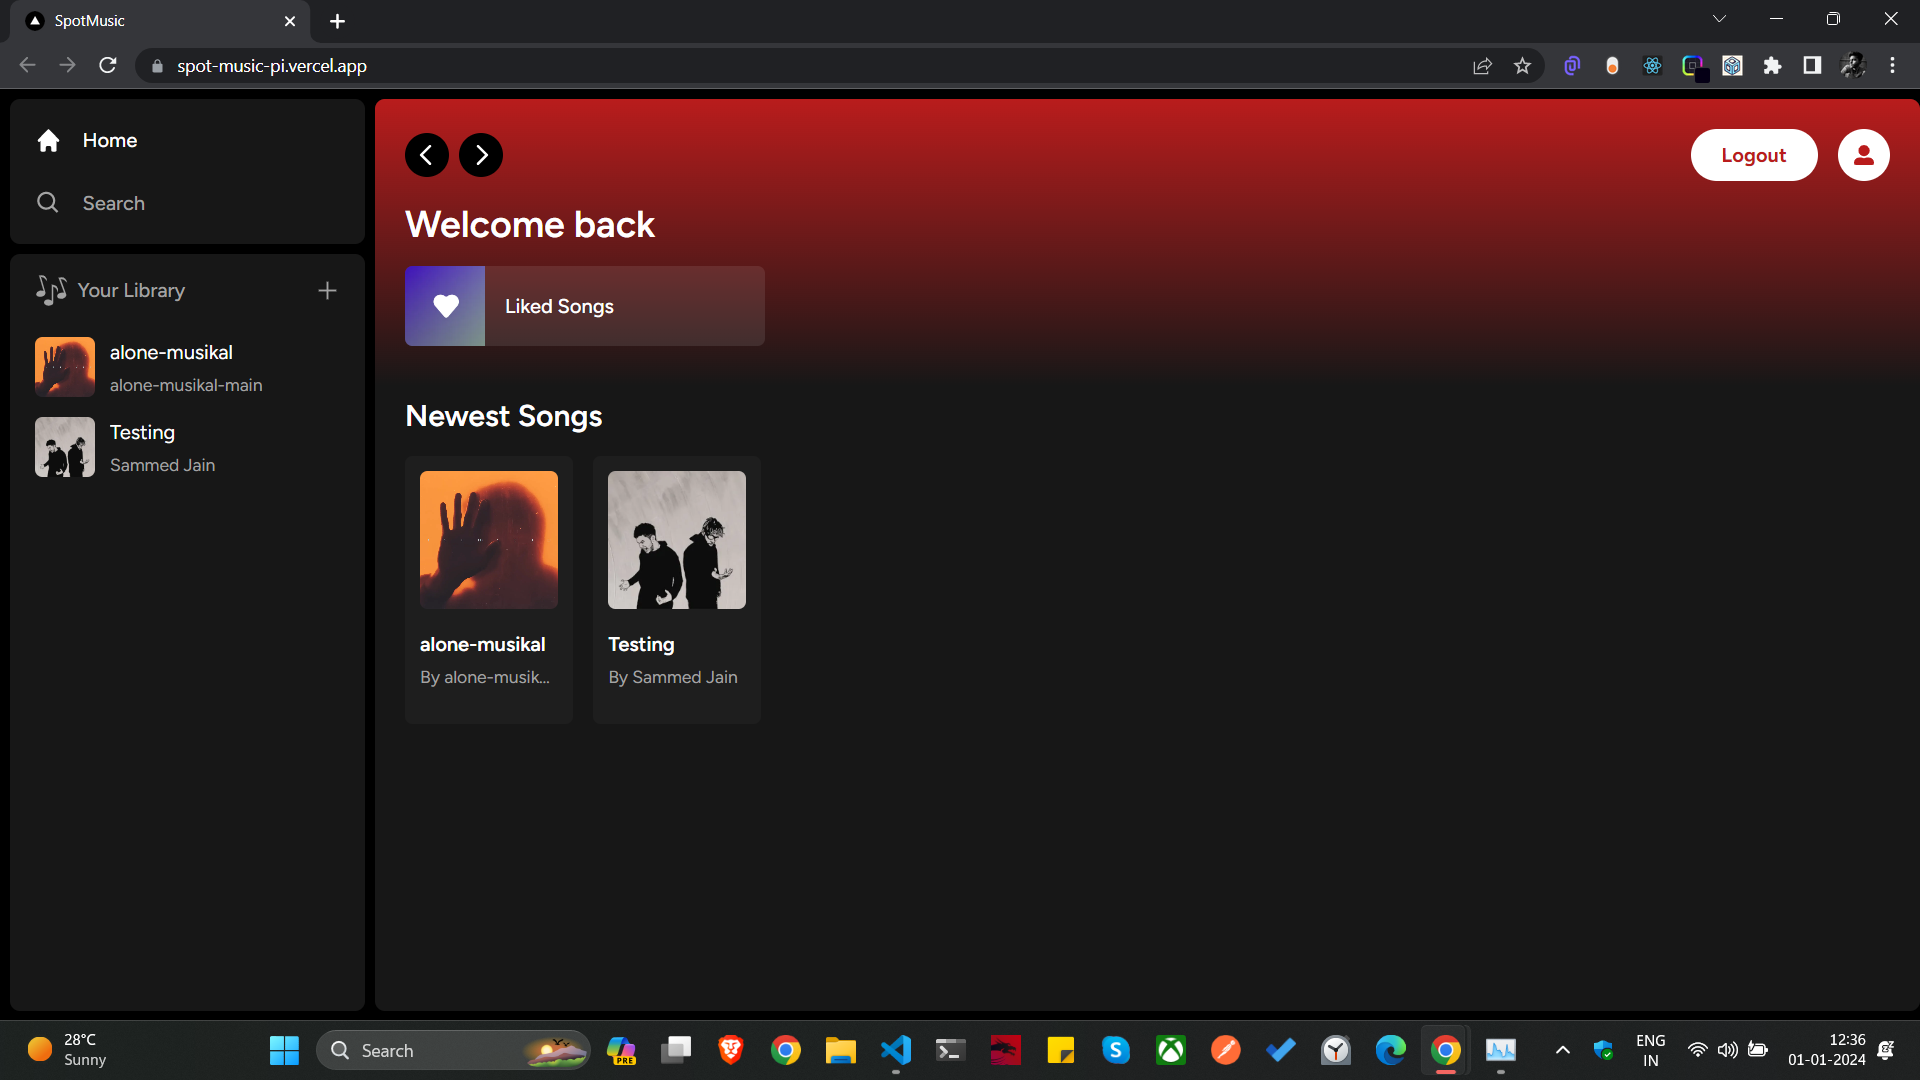 SpotMusic
spot-music-pi.vercel.app
Home
Search
Your Library
alone-musikal
alone-musikal-main
Testing
Sammed Jain
Logout
Welcome back
Liked Songs
Newest Songs
alone-musikal
By alone-musik...
Testing
By Sammed Jain
28°C
Sunny
Search
PRE
ENG
IN
12:36
01-01-2024